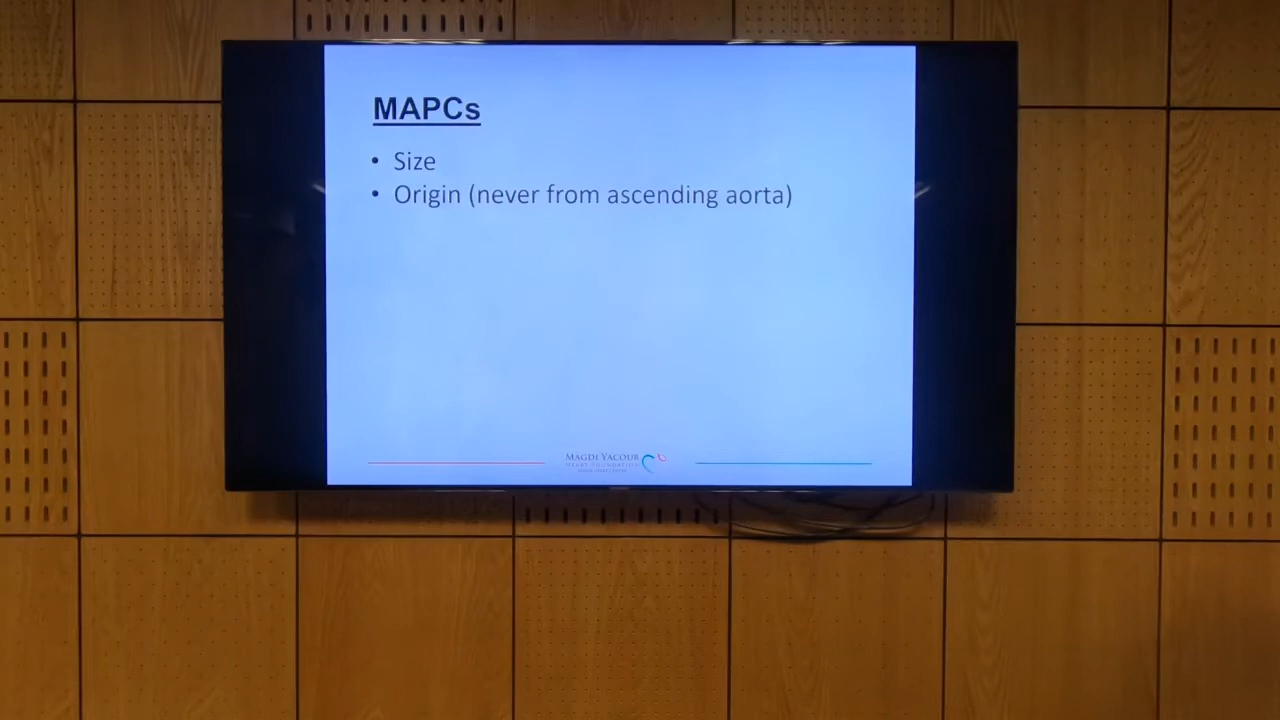 MAPCs
• Size
• Origin (never from ascending aorta)
MAGDI YACOUB
HEART FOUNDATION